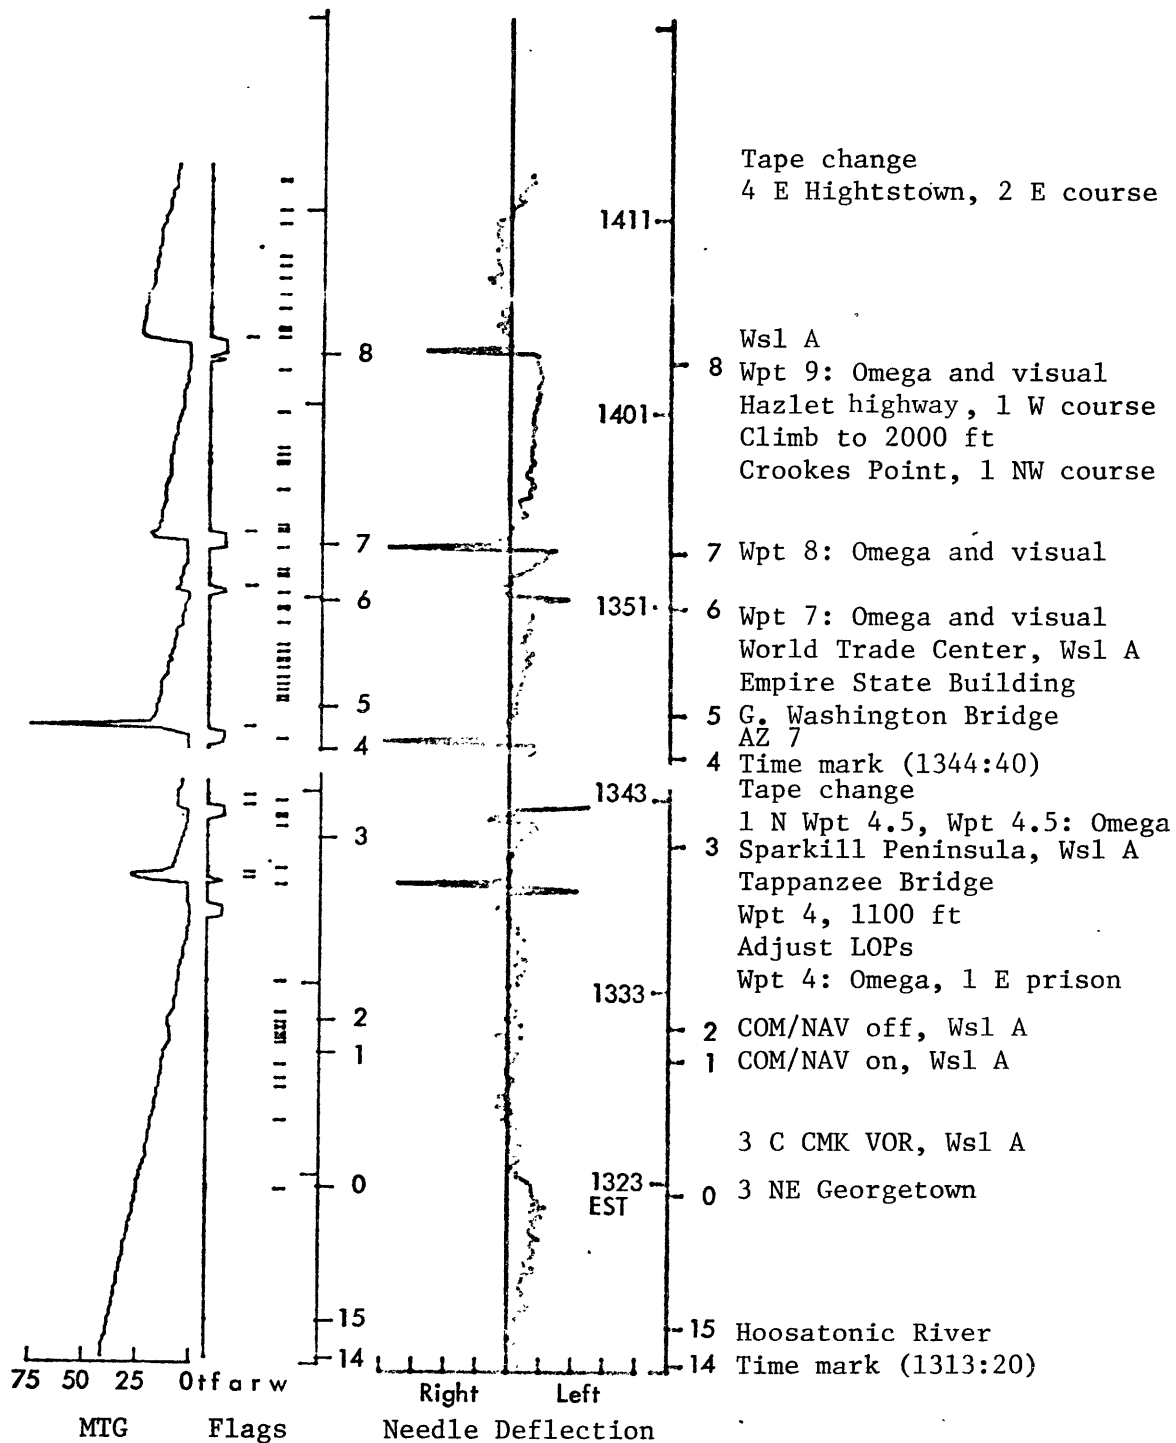 Tape change
4 E Hightstown, 2 E course
1411
Wsl A
8
8
Wpt 9: Omega and visual
Hazlet highway, 1 W course
1401
Climb to 2000 ft
Crookes Point, 1 NW course
7
7 Wpt 8: Omega and visual
6
1351
6 Wpt 7: Omega and visual
World Trade Center, Wsl A
Empire State Building
5
5 G. Washington Bridge
AZ 7
4
4 Time mark (1344:40)
1343
Tape change
1 N Wpt 4.5, Wpt 4.5: Omega
3
3 Sparkill Peninsula, Wsl A
Tappanzee Bridge
Wpt 4, 1100 ft
Adjust LOPs
Wpt 4: Omega, 1 E prison
1333
2
2 COM/NAV off, Wsl A
1
1 COM/NAV on, Wsl A
3 C CMK VOR, Wsl A
0
1323
EST
0 3 NE Georgetown
15
15 Hoosatonic River
14
14 Time mark (1313:20)
75 50 25 0 t f a r w
Right Left
MTG Flags Needle Deflection